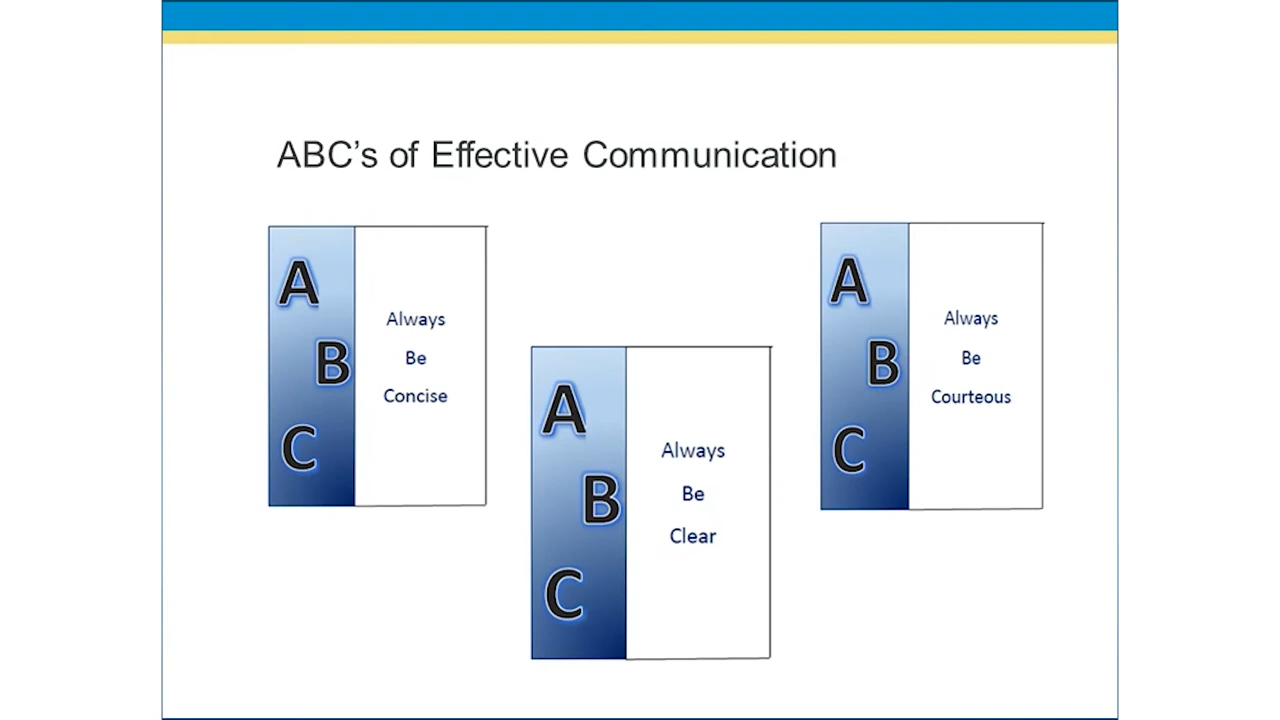 ABC’s of Effective Communication
A
B
C
Always
Be
Concise
A
B
C
Always
Be
Clear
A
B
C
Always
Be
Courteous